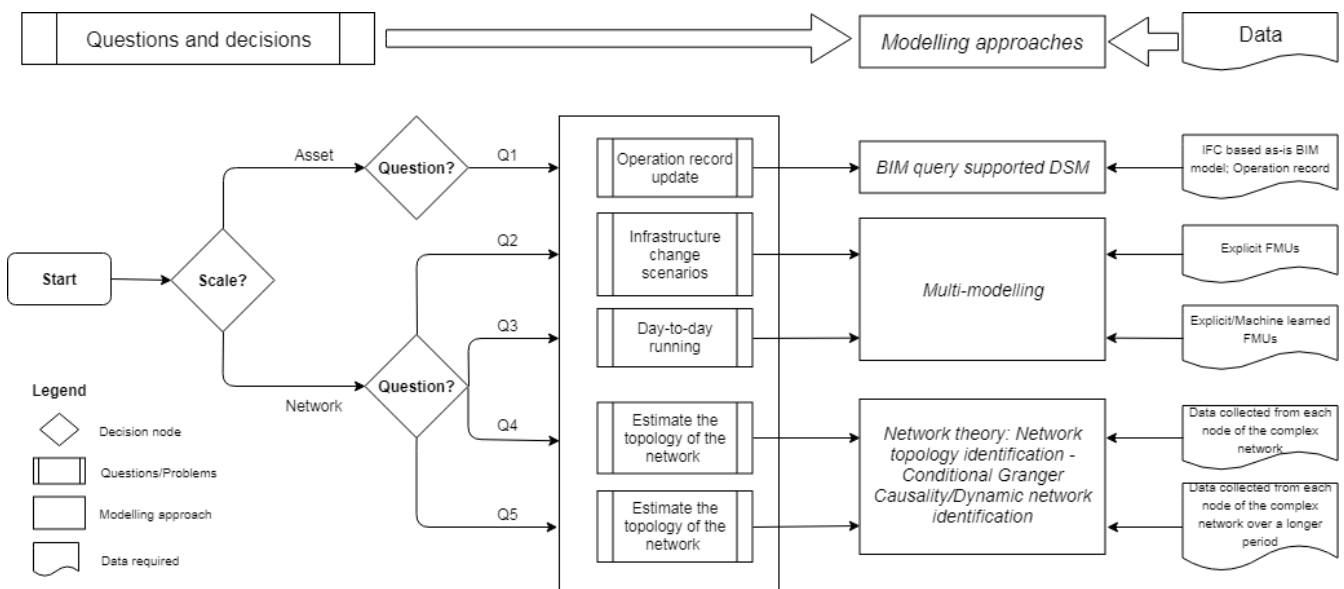 Questions and decisions
Modelling approaches
Data
Asset
Question?
Q1
Operation record
update
BIM query supported DSM
IFC based as-is BIM
model; Operation record
Q2
Infrastructure
change
scenarios
Explicit FMUs
Start
Scale?
Multi-modelling
Q3
Day-to-day
running
Explicit/Machine learned
FMUs
Network
Question?
Q4
Estimate the
topology of the
network
Network theory: Network
topology identification -
Conditional Granger
Causality/Dynamic network
identification
Data collected from each
node of the complex
network
Q5
Estimate the
topology of the
network
Data collected from each
node of the complex
network over a longer
period
Legend
Decision node
Questions/Problems
Modelling approach
Data required